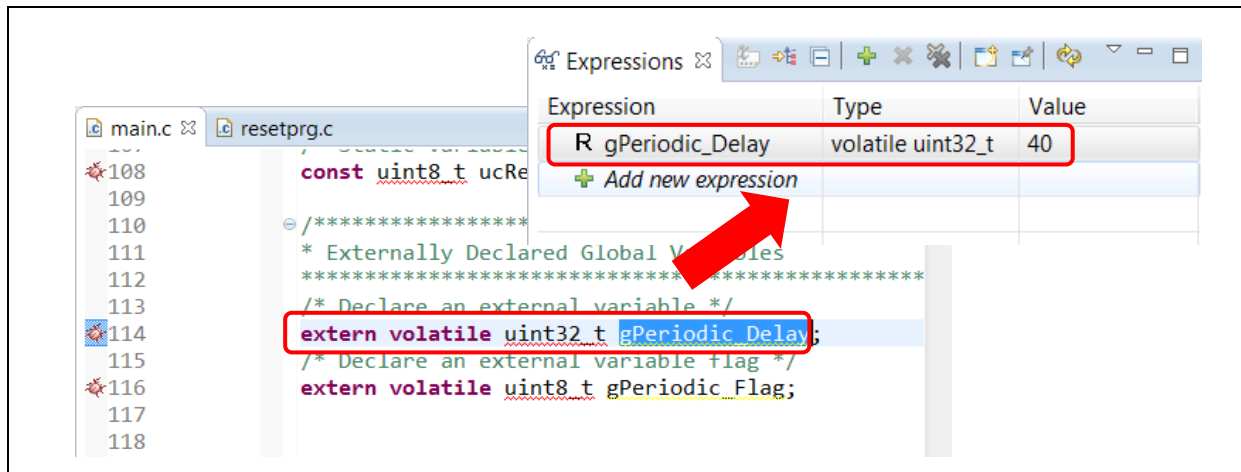 Expressions
Expression Type Value
R gPeriodic_Delay volatile uint32_t 40
Add new expression
main.c resetprg.c
108 const uint8_t ucRe
109
110 /********************
111 * Externally Declared Global V les
112 *************************************************
113 /* Declare an external variable */
114 extern volatile uint32_t gPeriodic_Delay;
115 /* Declare an external variable flag */
116 extern volatile uint8_t gPeriodic_Flag;
117
118